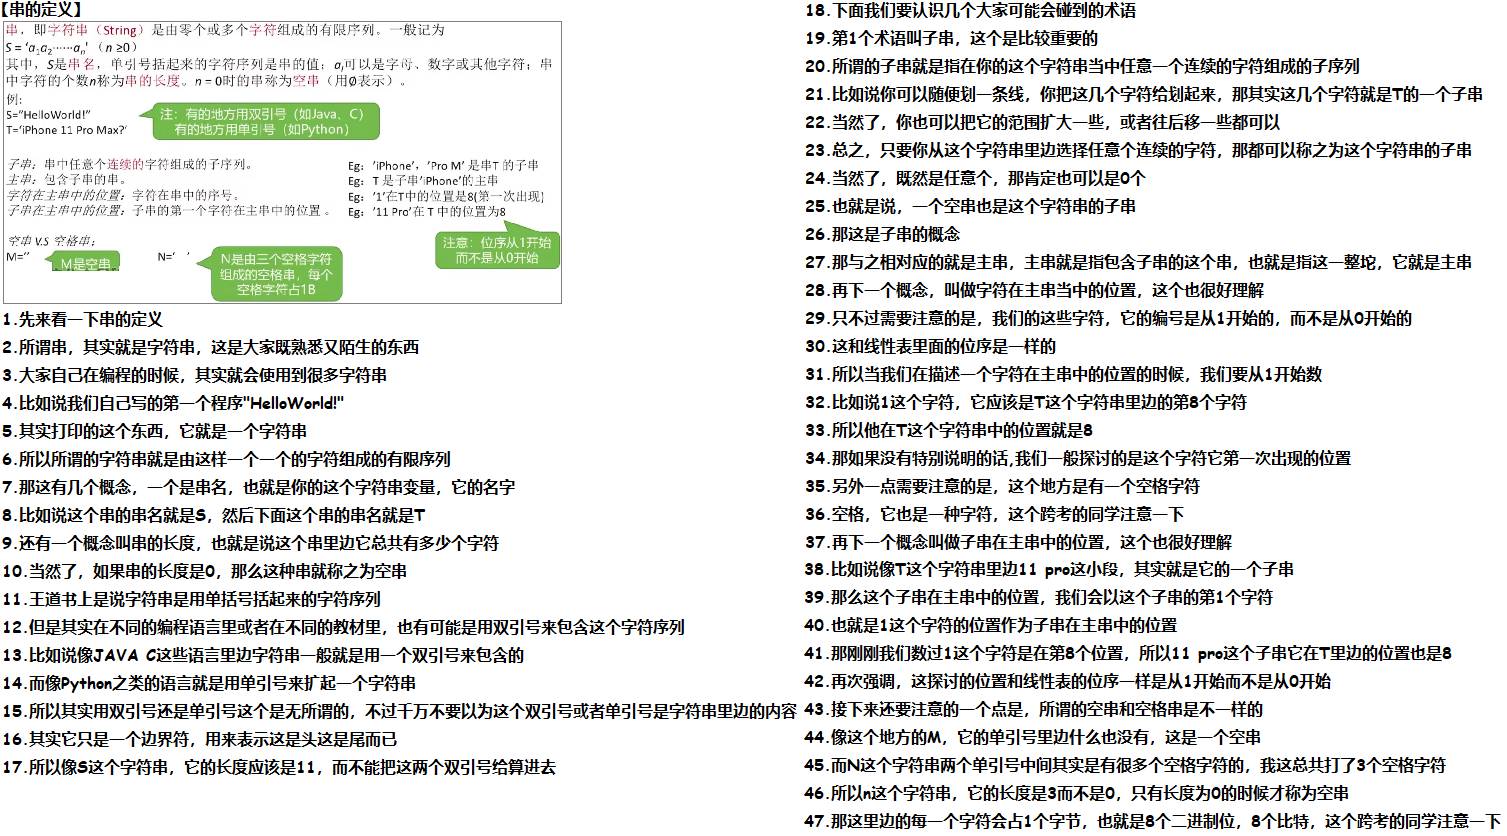 【串的定义】
串，即字符串（String）是由零个或多个字符组成的有限序列。一般记为
S = ‘a1a2······an’ （n ≥0）
其中，S是串名，单引号括起来的字符序列是串的值；ai可以是字母、数字或其他字符；串
中字符的个数n称为串的长度。n = 0时的串称为空串（用∅表示）。
例：
S=”HelloWorld!”
T=‘iPhone 11 Pro Max?’
注：有的地方用双引号（如Java、C）
有的地方用单引号（如Python）
子串：串中任意个连续的字符组成的子序列。 Eg：’iPhone’，’Pro M’ 是串T 的子串
主串：包含子串的串。 Eg：T 是子串’iPhone’的主串
字符在主串中的位置：字符在串中的序号。 Eg：’1’在T中的位置是8(第一次出现)
子串在主串中的位置：子串的第一个字符在主串中的位置 。 Eg：’11 Pro’在 T 中的位置为8
注意：位序从1开始
而不是从0开始
空串 V.S 空格串：
M=‘’ M是空串 N=‘   ’
N是由三个空格字符
组成的空格串，每个
空格字符占1B
1.先来看一下串的定义
2.所谓串，其实就是字符串，这是大家既熟悉又陌生的东西
3.大家自己在编程的时候，其实就会使用到很多字符串
4.比如说我们自己写的第一个程序"HelloWorld!"
5.其实打印的这个东西，它就是一个字符串
6.所以所谓的字符串就是由这样一个一个的字符组成的有限序列
7.那这有几个概念，一个是串名，也就是你的这个字符串变量，它的名字
8.比如说这个串的串名就是S，然后下面这个串的串名就是T
9.还有一个概念叫串的长度，也就是说这个串里边它总共有多少个字符
10.当然了，如果串的长度是0，那么这种串就称之为空串
11.王道书上是说字符串是用单括号括起来的字符序列
12.但是其实在不同的编程语言里或者在不同的教材里，也有可能是用双引号来包含这个字符序列
13.比如说像JAVA C这些语言里边字符串一般就是用一个双引号来包含的
14.而像Python之类的语言就是用单引号来扩起一个字符串
15.所以其实用双引号还是单引号这个是无所谓的，不过千万不要以为这个双引号或者单引号是字符串里边的内容
16.其实它只是一个边界符，用来表示这是头这是尾而已
17.所以像S这个字符串，它的长度应该是11，而不能把这两个双引号给算进去
18.下面我们要认识几个大家可能会碰到的术语
19.第1个术语叫子串，这个是比较重要的
20.所谓的子串就是指在你的这个字符串当中任意一个连续的字符组成的子序列
21.比如说你可以随便划一条线，你把这几个字符给划起来，那其实这几个字符就是T的一个子串
22.当然了，你也可以把它的范围扩大一些，或者往后移一些都可以
23.总之，只要你从这个字符串里边选择任意个连续的字符，那都可以称之为这个字符串的子串
24.当然了，既然是任意个，那肯定也可以是0个
25.也就是说，一个空串也是这个字符串的子串
26.那这是子串的概念
27.那与之相对应的就是主串，主串就是指包含子串的这个串，也就是指这一整坨，它就是主串
28.再下一个概念，叫做字符在主串当中的位置，这个也很好理解
29.只不过需要注意的是，我们的这些字符，它的编号是从1开始的，而不是从0开始的
30.这和线性表里面的位序是一样的
31.所以当我们在描述一个字符在主串中的位置的时候，我们要从1开始数
32.比如说1这个字符，它应该是T这个字符串里边的第8个字符
33.所以他在T这个字符串中的位置就是8
34.那如果没有特别说明的话,我们一般探讨的是这个字符它第一次出现的位置
35.另外一点需要注意的是，这个地方是有一个空格字符
36.空格，它也是一种字符，这个跨考的同学注意一下
37.再下一个概念叫做子串在主串中的位置，这个也很好理解
38.比如说像T这个字符串里边11 pro这小段，其实就是它的一个子串
39.那么这个子串在主串中的位置，我们会以这个子串的第1个字符
40.也就是1这个字符的位置作为子串在主串中的位置
41.那刚刚我们数过1这个字符是在第8个位置，所以11 pro这个子串它在T里边的位置也是8
42.再次强调，这探讨的位置和线性表的位序一样是从1开始而不是从0开始
43.接下来还要注意的一个点是，所谓的空串和空格串是不一样的
44.像这个地方的M，它的单引号里边什么也没有，这是一个空串
45.而N这个字符串两个单引号中间其实是有很多个空格字符的，我这总共打了3个空格字符
46.所以n这个字符串，它的长度是3而不是0，只有长度为0的时候才称为空串
47.那这里边的每一个字符会占1个字节，也就是8个二进制位，8个比特，这个跨考的同学注意一下